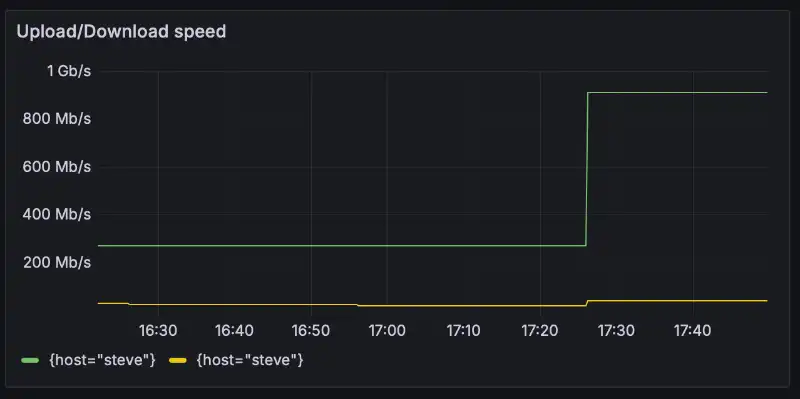 Upload/Download speed
1 Gb/s
800 Mb/s
600 Mb/s
400 Mb/s
200 Mb/s
16:30 16:40 16:50 17:00 17:10 17:20 17:30 17:40
{host="steve"} {host="steve"}